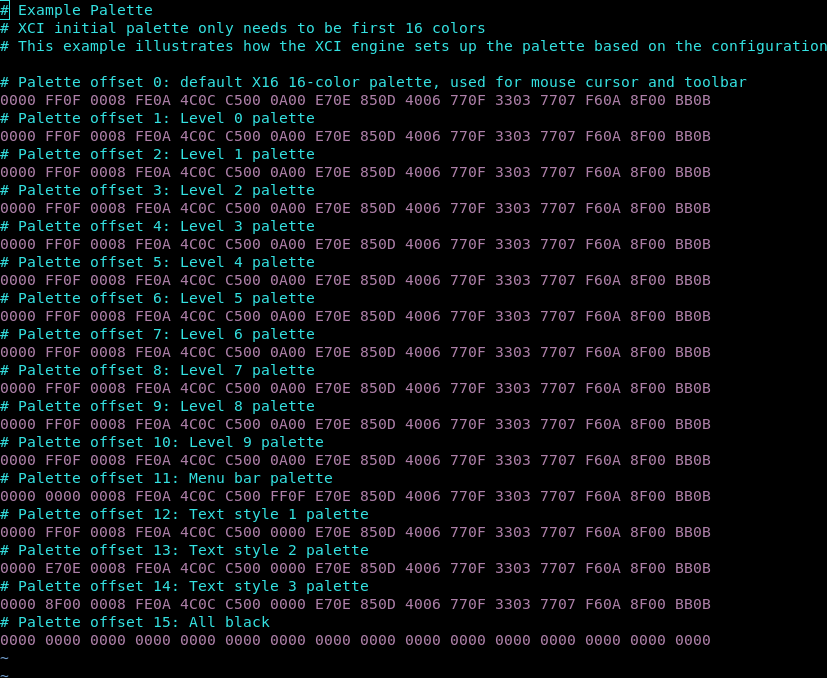 # Example Palette
# XCI initial palette only needs to be first 16 colors
# This example illustrates how the XCI engine sets up the palette based on the configuration
# Palette offset 0: default X16 16-color palette, used for mouse cursor and toolbar
0000 FF0F 0008 FE0A 4C0C C500 0A00 E70E 850D 4006 770F 3303 7707 F60A 8F00 BB0B
# Palette offset 1: Level 0 palette
0000 FF0F 0008 FE0A 4C0C C500 0A00 E70E 850D 4006 770F 3303 7707 F60A 8F00 BB0B
# Palette offset 2: Level 1 palette
0000 FF0F 0008 FE0A 4C0C C500 0A00 E70E 850D 4006 770F 3303 7707 F60A 8F00 BB0B
# Palette offset 3: Level 2 palette
0000 FF0F 0008 FE0A 4C0C C500 0A00 E70E 850D 4006 770F 3303 7707 F60A 8F00 BB0B
# Palette offset 4: Level 3 palette
0000 FF0F 0008 FE0A 4C0C C500 0A00 E70E 850D 4006 770F 3303 7707 F60A 8F00 BB0B
# Palette offset 5: Level 4 palette
0000 FF0F 0008 FE0A 4C0C C500 0A00 E70E 850D 4006 770F 3303 7707 F60A 8F00 BB0B
# Palette offset 6: Level 5 palette
0000 FF0F 0008 FE0A 4C0C C500 0A00 E70E 850D 4006 770F 3303 7707 F60A 8F00 BB0B
# Palette offset 7: Level 6 palette
0000 FF0F 0008 FE0A 4C0C C500 0A00 E70E 850D 4006 770F 3303 7707 F60A 8F00 BB0B
# Palette offset 8: Level 7 palette
0000 FF0F 0008 FE0A 4C0C C500 0A00 E70E 850D 4006 770F 3303 7707 F60A 8F00 BB0B
# Palette offset 9: Level 8 palette
0000 FF0F 0008 FE0A 4C0C C500 0A00 E70E 850D 4006 770F 3303 7707 F60A 8F00 BB0B
# Palette offset 10: Level 9 palette
0000 FF0F 0008 FE0A 4C0C C500 0A00 E70E 850D 4006 770F 3303 7707 F60A 8F00 BB0B
# Palette offset 11: Menu bar palette
0000 0000 0008 FE0A 4C0C C500 FF0F E70E 850D 4006 770F 3303 7707 F60A 8F00 BB0B
# Palette offset 12: Text style 1 palette
0000 FF0F 0008 FE0A 4C0C C500 0000 E70E 850D 4006 770F 3303 7707 F60A 8F00 BB0B
# Palette offset 13: Text style 2 palette
0000 E70E 0008 FE0A 4C0C C500 0000 E70E 850D 4006 770F 3303 7707 F60A 8F00 BB0B
# Palette offset 14: Text style 3 palette
0000 8F00 0008 FE0A 4C0C C500 0000 E70E 850D 4006 770F 3303 7707 F60A 8F00 BB0B
# Palette offset 15: All black
0000 0000 0000 0000 0000 0000 0000 0000 0000 0000 0000 0000 0000 0000 0000 0000
~
~